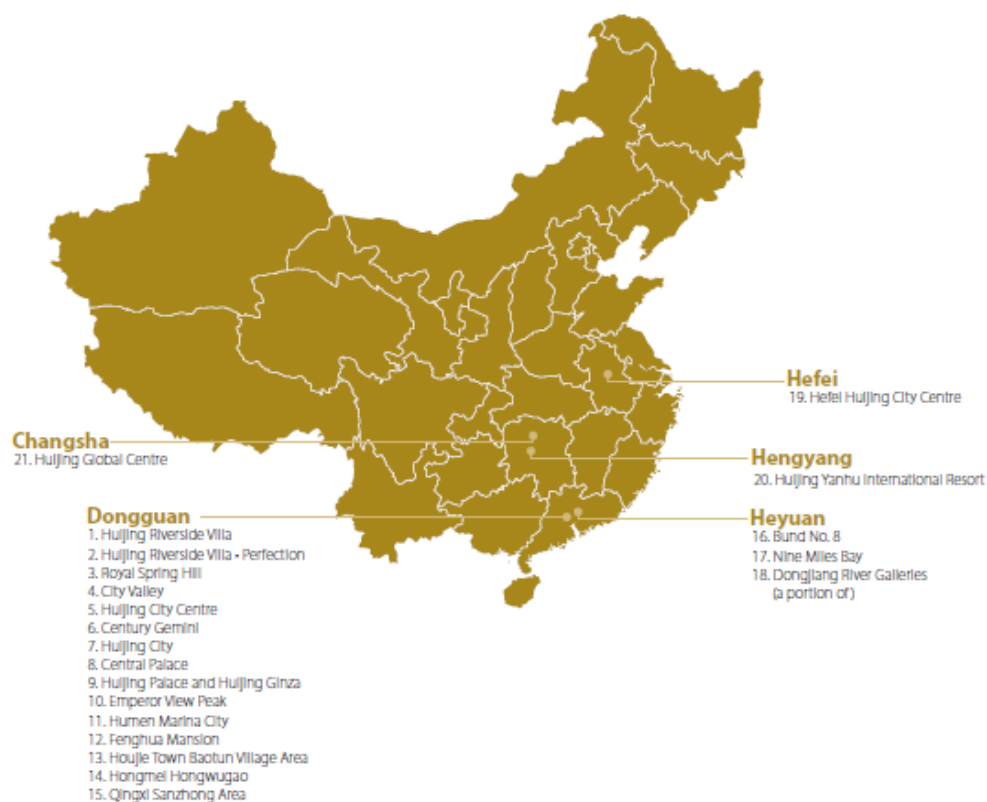 Hefei
19. Hefei Huijing City Centre
Changsha
21. Huijing Global Centre
Hengyang
20. Huijing Yanhu International Resort
Dongguan
1. Huijing Riverside Villa
2. Huijing Riverside Villa • Perfection
3. Royal Spring Hill
4. City Valley
5. Huijing City Centre
6. Century Gemini
7. Huijing City
8. Central Palace
9. Huijing Palace and Huijing Ginza
10. Emperor View Peak
11. Humen Marina City
12. Fenghua Mansion
13. Houjie Town Baotun Village Area
14. Hongmei Hongwugao
15. Qingxi Sanzhong Area
Heyuan
16. Bund No. 8
17. Nine Miles Bay
18. Dongjiang River Galleries
(a portion of)